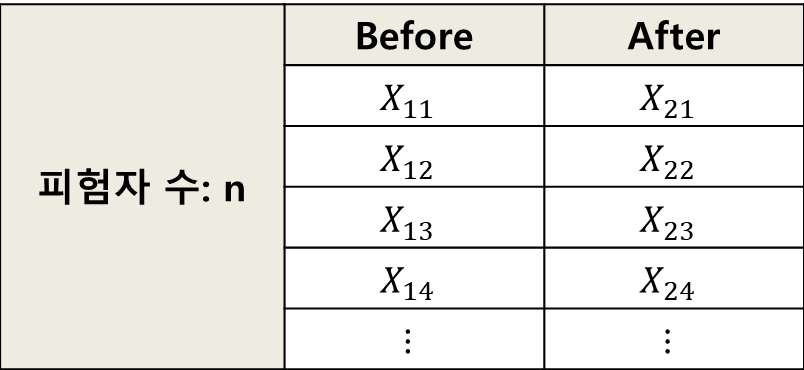 Before After
피험자 수: n
X₁₁ X₂₁
X₁₂ X₂₂
X₁₃ X₂₃
X₁₄ X₂₄
⋮ ⋮